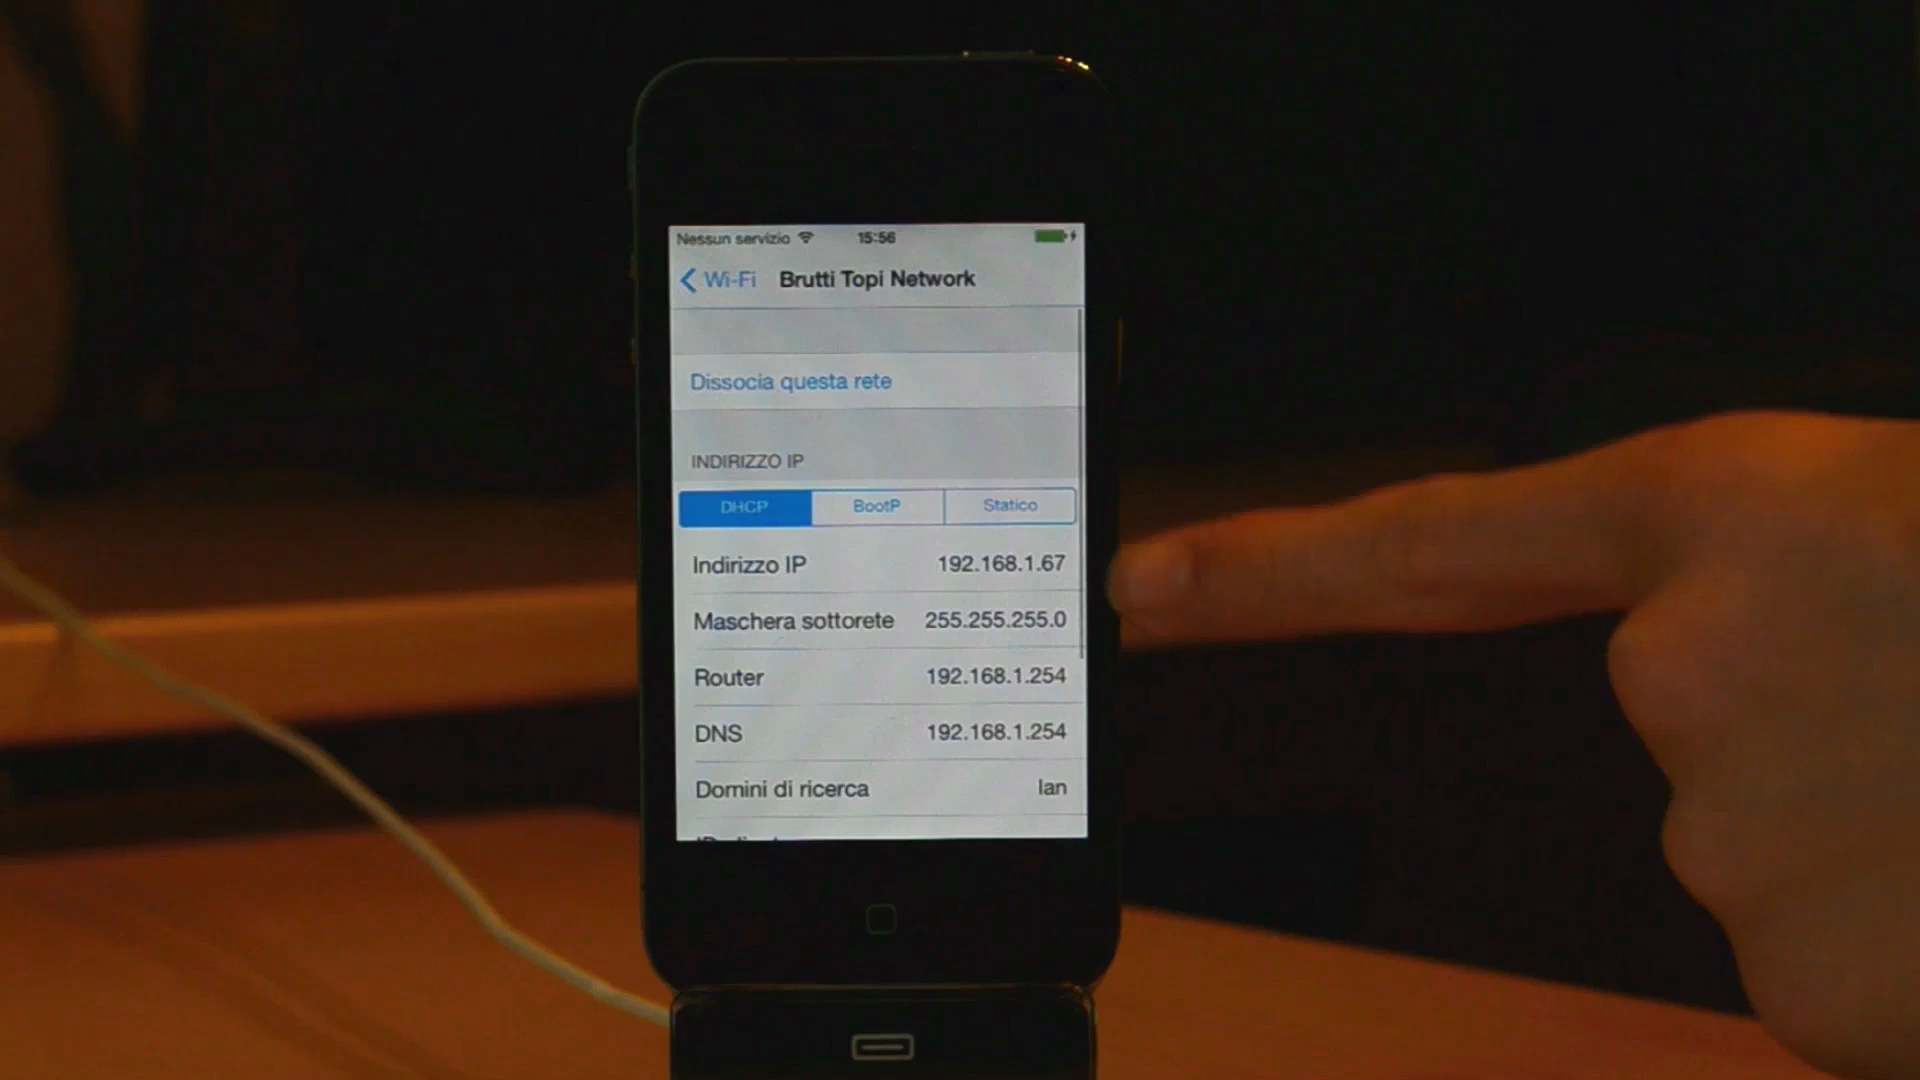 Nessun servizio 15:56
Wi-Fi Brutti Topi Network
Dissocia questa rete
INDIRIZZO IP
DHCP BootP Statico
Indirizzo IP 192.168.1.67
Maschera sottorete 255.255.255.0
Router 192.168.1.254
DNS 192.168.1.254
Domini di ricerca lan